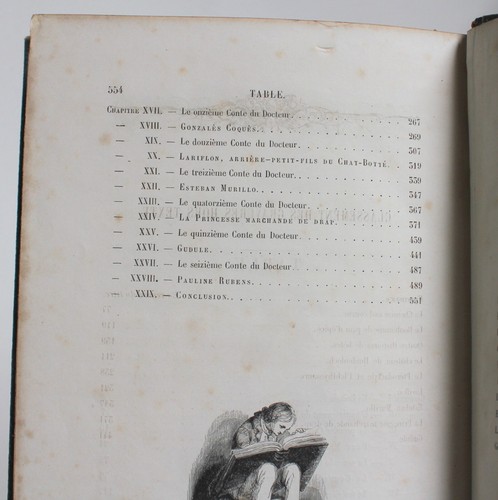 554 TABLE.
Chapitre XVII. — Le onzième Conte du Docteur. 267
— XVIII. — Gonzalès Coquès. 269
— XIX. — Le douzième Conte du Docteur. 307
— XX. — Lariflon, arrière-petit-fils de Chat-Botté. 319
— XXI. — Le treizième Conte du Docteur. 339
— XXII. — Esteban Murillo. 347
— XXIII. — Le quatorzième Conte du Docteur. 367
— XXIV. — La Princesse marchande de drap. 371
— XXV. — Le quinzième Conte du Docteur. 439
— XXVI. — Gudule. 441
— XXVII. — Le seizième Conte du Docteur. 487
— XXVIII. — Pauline Rubens. 489
— XXIX. — Conclusion. 551